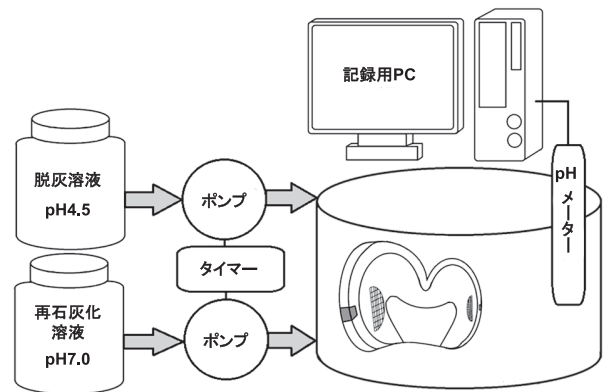 記録用PC
脱灰溶液
pH4.5
ポンプ
pH
メーター
タイマー
再石灰化
溶液
pH7.0
ポンプ